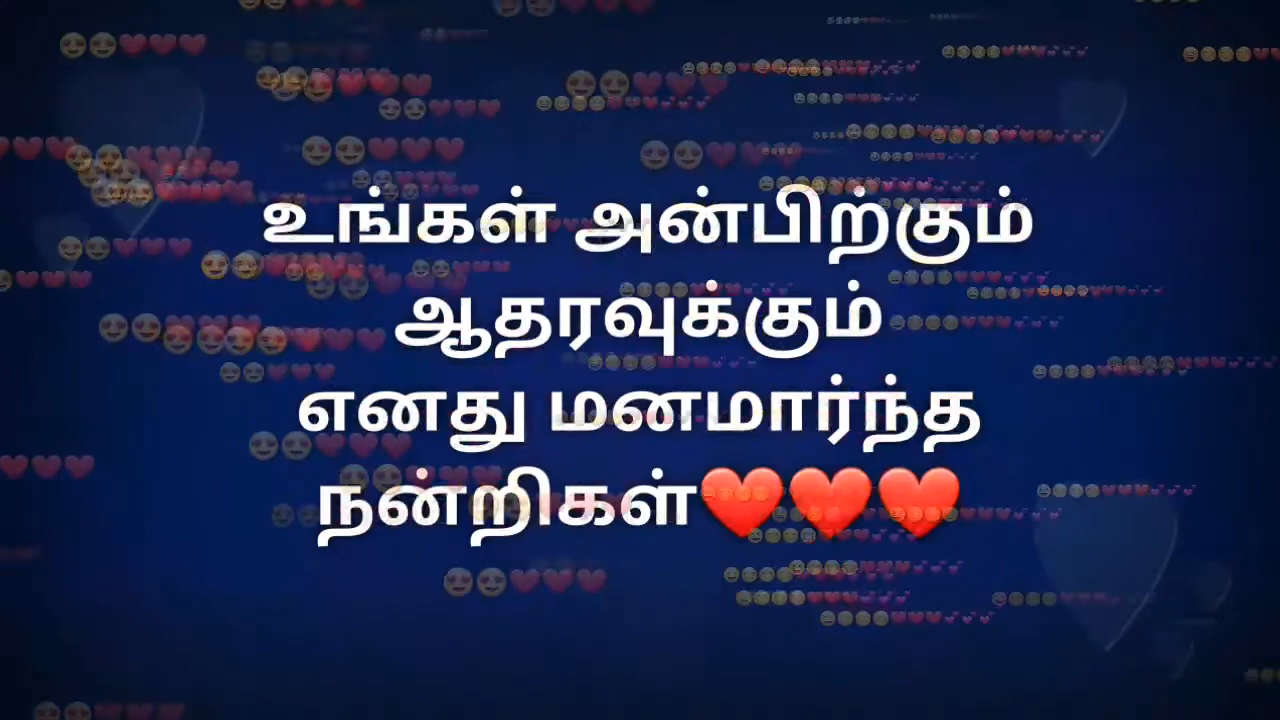 உங்கள் அன்பிற்கும்
ஆதரவுக்கும்
எனது மனமார்ந்த
நன்றிகள்❤️❤️❤️